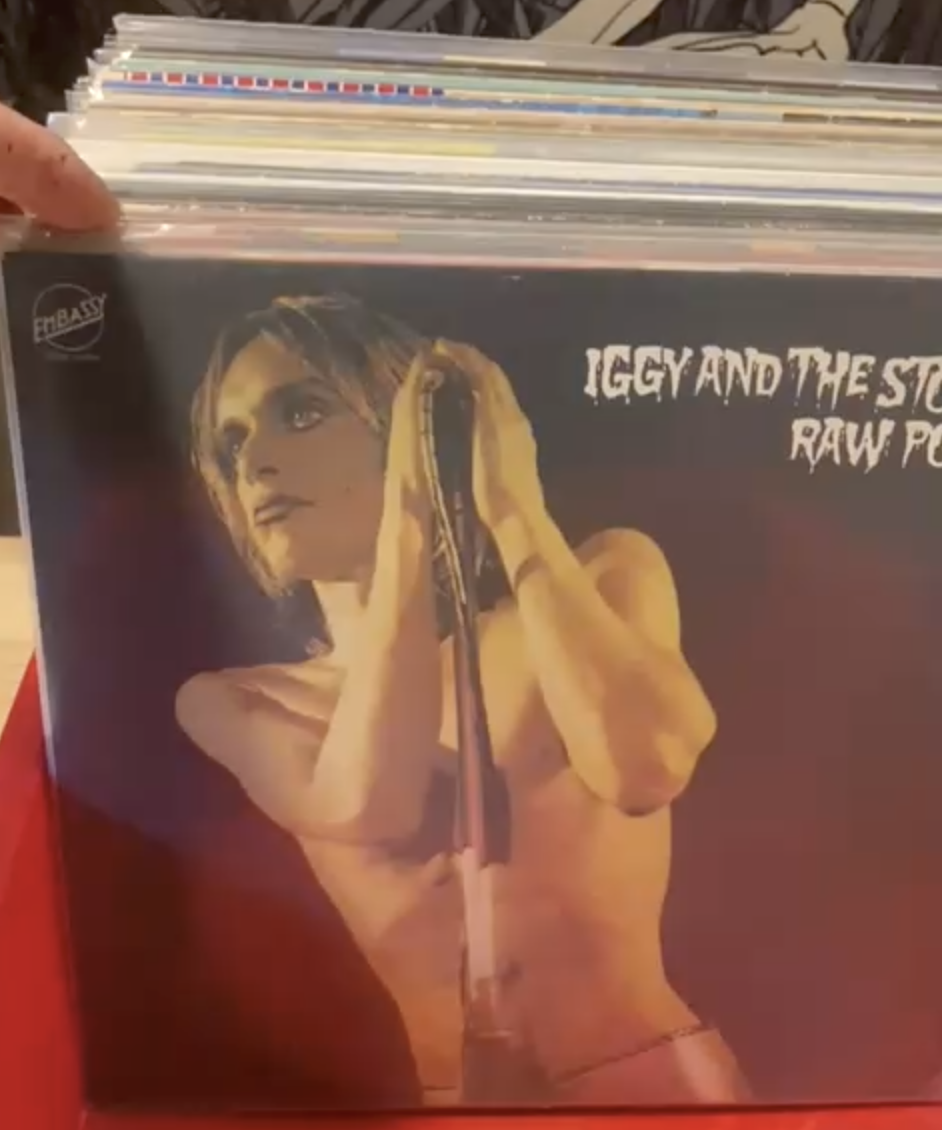 EMBASSY
IGGY AND THE STO
RAW PO